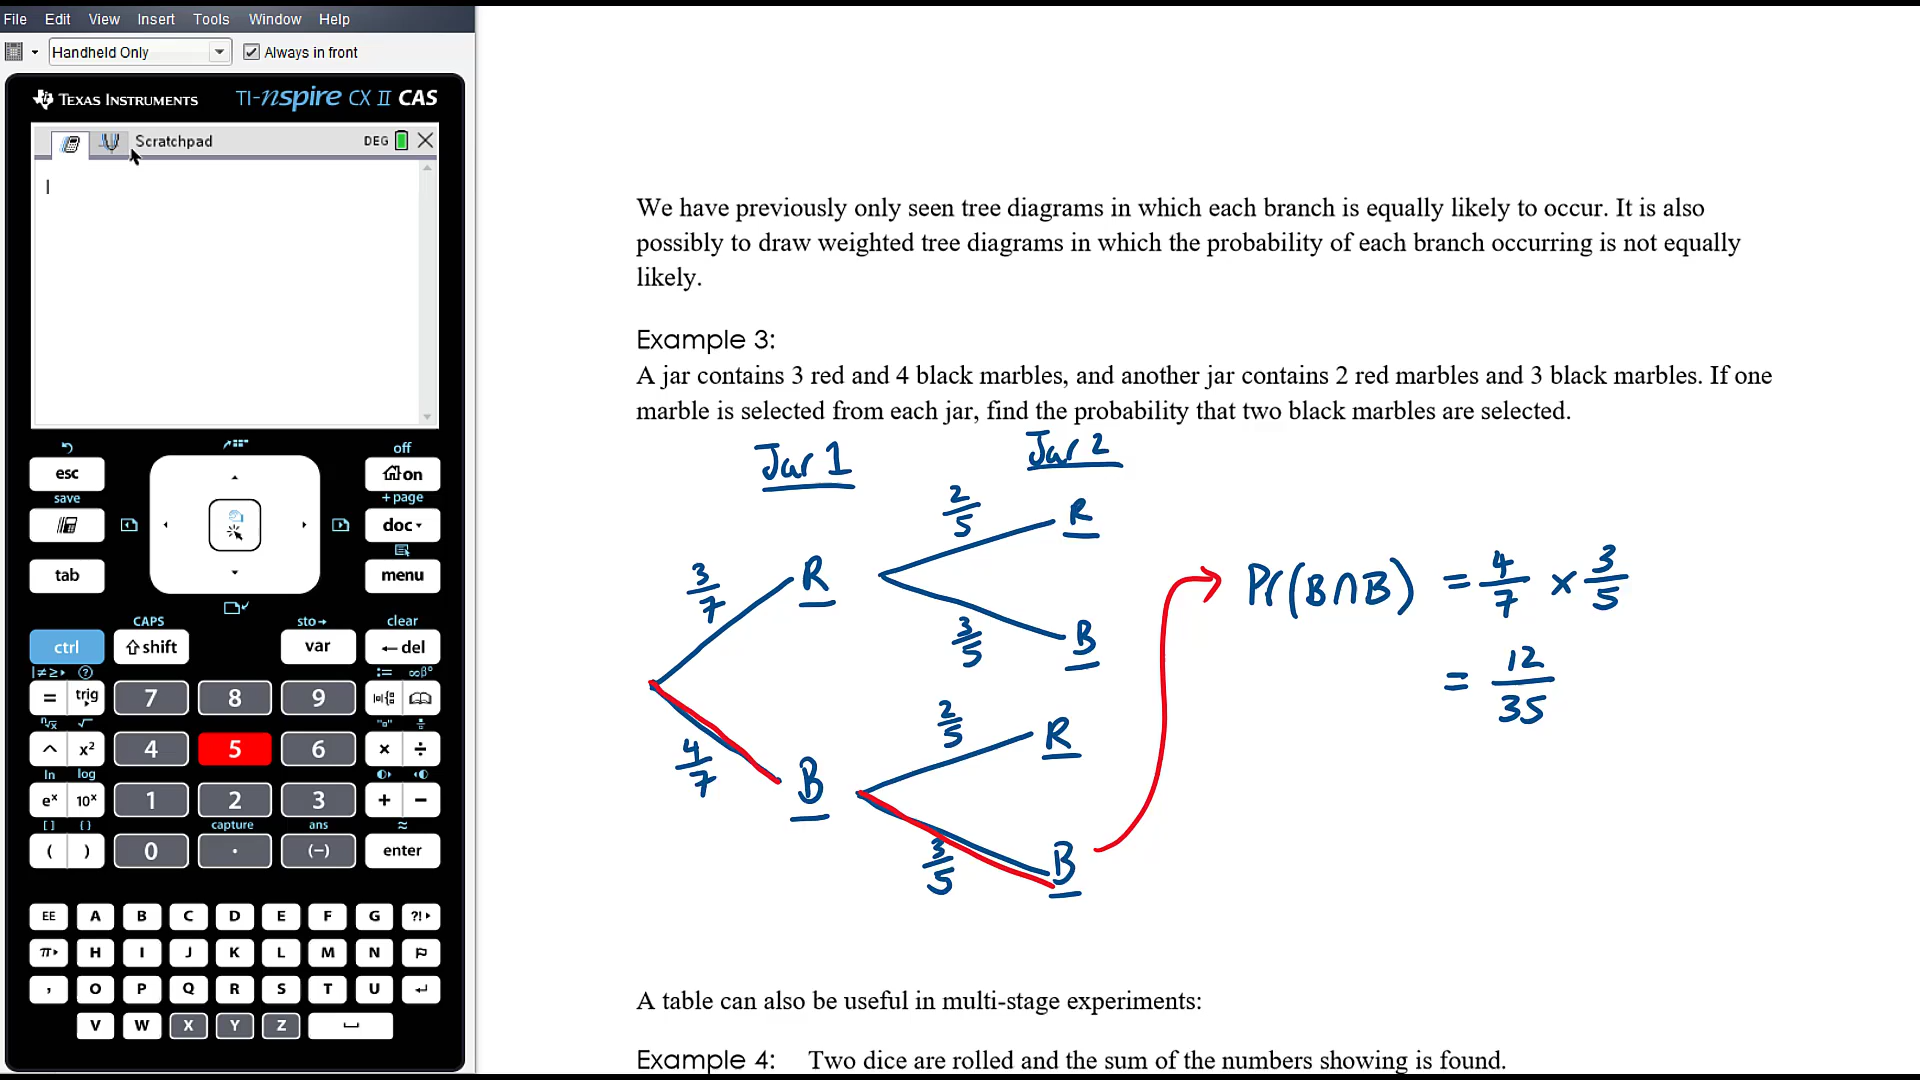 File Edit View Insert Tools Window Help
Handheld Only Always in front
TEXAS INSTRUMENTS TI-nspire CX II CAS
Scratchpad DEG
off
esc on
save + page
doc
tab menu
CAPS sto→ clear
ctrl shift var del
|≠≥▸ ? := ∞β°
= trig 7 8 9
ⁿ√x √ "□"
^ x² 4 5 6 × ÷
ln log
eˣ 10ˣ 1 2 3 + −
[ ] { } capture ans ≈
( ) 0 . (−) enter
EE A B C D E F G ?!▸
π▸ H I J K L M N
, O P Q R S T U
V W X Y Z
We have previously only seen tree diagrams in which each branch is equally likely to occur. It is also
possibly to draw weighted tree diagrams in which the probability of each branch occurring is not equally
likely.
Example 3:
A jar contains 3 red and 4 black marbles, and another jar contains 2 red marbles and 3 black marbles. If one
marble is selected from each jar, find the probability that two black marbles are selected.
Jar 1 Jar 2
2/5 R
3/7 R
3/5 B
2/5 R
4/7 B
3/5 B
Pr(B∩B) = 4/7 × 3/5
= 12/35
A table can also be useful in multi-stage experiments:
Example 4: Two dice are rolled and the sum of the numbers showing is found.